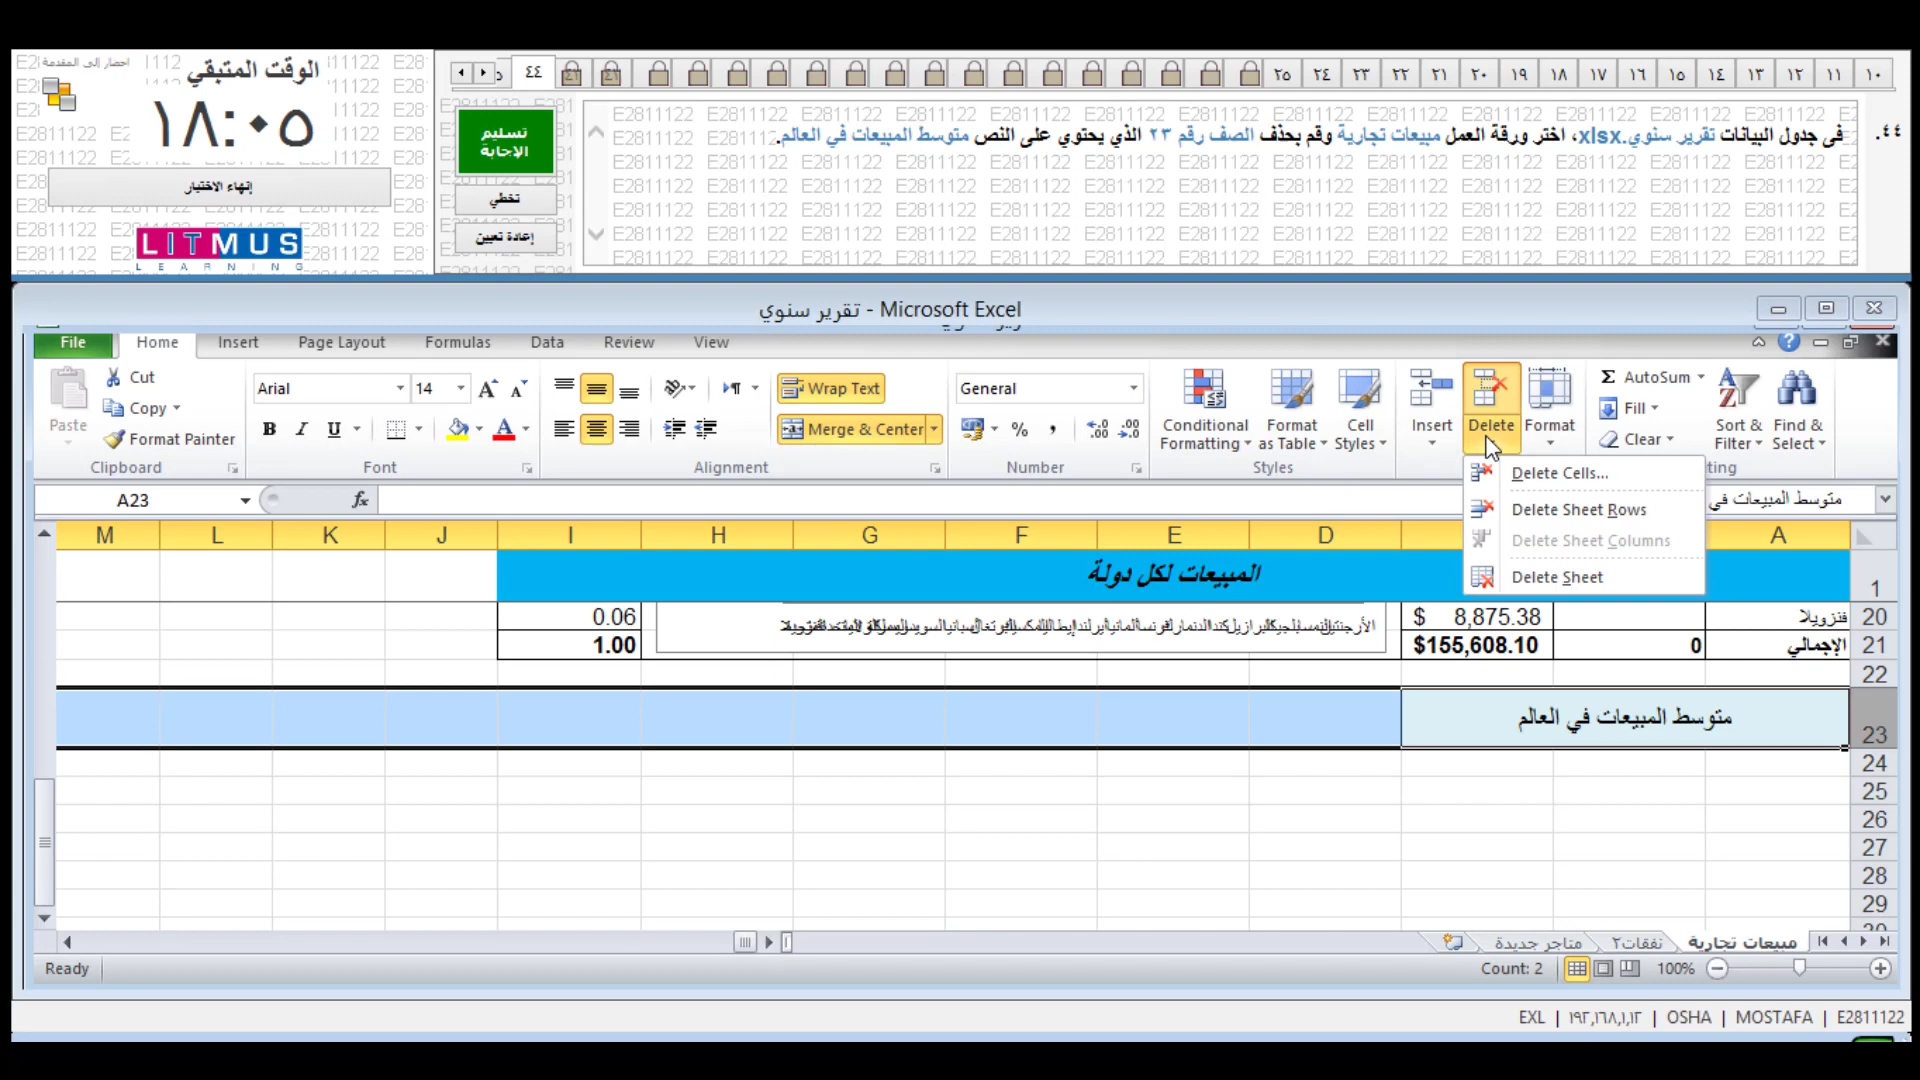 احضار إلى المقدمة
الوقت المتبقي
١٨:٠٥
إنهاء الاختبار
LITMUS
LEARNING
٤٤ ٢٥ ٢٤ ٢٣ ٢٢ ٢١ ٢٠ ١٩ ١٨ ١٧ ١٦ ١٥ ١٤ ١٣ ١٢ ١١ ١٠
تسليم الإجابة
تخطي
إعادة تعيين
٤٤. في جدول البيانات تقرير سنوي.xlsx، اختر ورقة العمل مبيعات تجارية وقم بحذف الصف رقم ٢٣ الذي يحتوي على النص متوسط المبيعات في العالم.
تقرير سنوي - Microsoft Excel
File Home Insert Page Layout Formulas Data Review View
Paste
Cut
Copy
Format Painter
Clipboard
Arial 14
B I U
Font
Wrap Text
Merge & Center
Alignment
General
% ,
Number
Conditional Formatting
Format as Table
Cell Styles
Styles
Insert
Delete
Format
AutoSum
Fill
Clear
Sort & Filter
Find & Select
Delete Cells...
Delete Sheet Rows
Delete Sheet Columns
Delete Sheet
A23 fx متوسط المبيعات في
M L K J I H G F E D A
المبيعات لكل دولة 1
0.06 $ 8,875.38 فنزويلا 20
1.00 $155,608.10 0 الإجمالي 21
22
متوسط المبيعات في العالم 23
24
25
26
27
28
29
مبيعات تجارية نفقات٢ متاجر جديدة
Ready Count: 2 100%
EXL | ١٩٢,١٦٨,١,١٢ | OSHA | MOSTAFA | E2811122